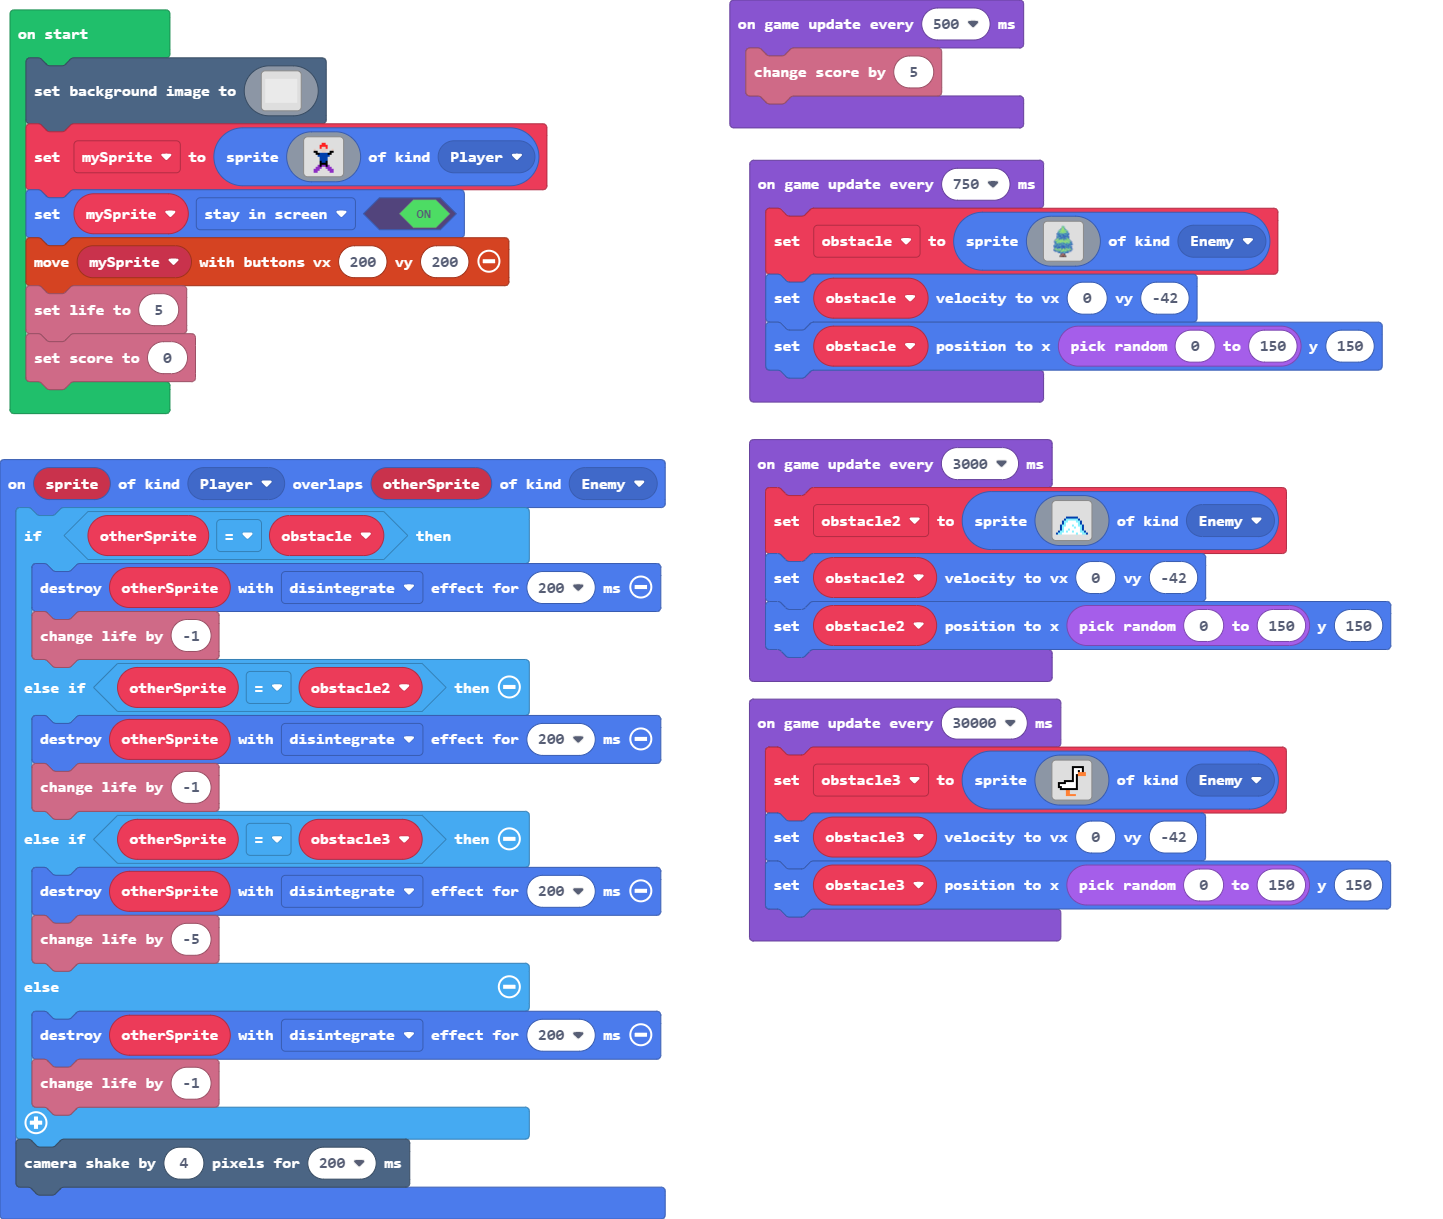 on start
set background image to
set mySprite to sprite of kind Player
set mySprite stay in screen ON
move mySprite with buttons vx 200 vy 200
set life to 5
set score to 0
on sprite of kind Player overlaps otherSprite of kind Enemy
if otherSprite = obstacle then
destroy otherSprite with disintegrate effect for 200 ms
change life by -1
else if otherSprite = obstacle2 then
destroy otherSprite with disintegrate effect for 200 ms
change life by -1
else if otherSprite = obstacle3 then
destroy otherSprite with disintegrate effect for 200 ms
change life by -5
else
destroy otherSprite with disintegrate effect for 200 ms
change life by -1
camera shake by 4 pixels for 200 ms
on game update every 500 ms
change score by 5
on game update every 750 ms
set obstacle to sprite of kind Enemy
set obstacle velocity to vx 0 vy -42
set obstacle position to x pick random 0 to 150 y 150
on game update every 3000 ms
set obstacle2 to sprite of kind Enemy
set obstacle2 velocity to vx 0 vy -42
set obstacle2 position to x pick random 0 to 150 y 150
on game update every 30000 ms
set obstacle3 to sprite of kind Enemy
set obstacle3 velocity to vx 0 vy -42
set obstacle3 position to x pick random 0 to 150 y 150